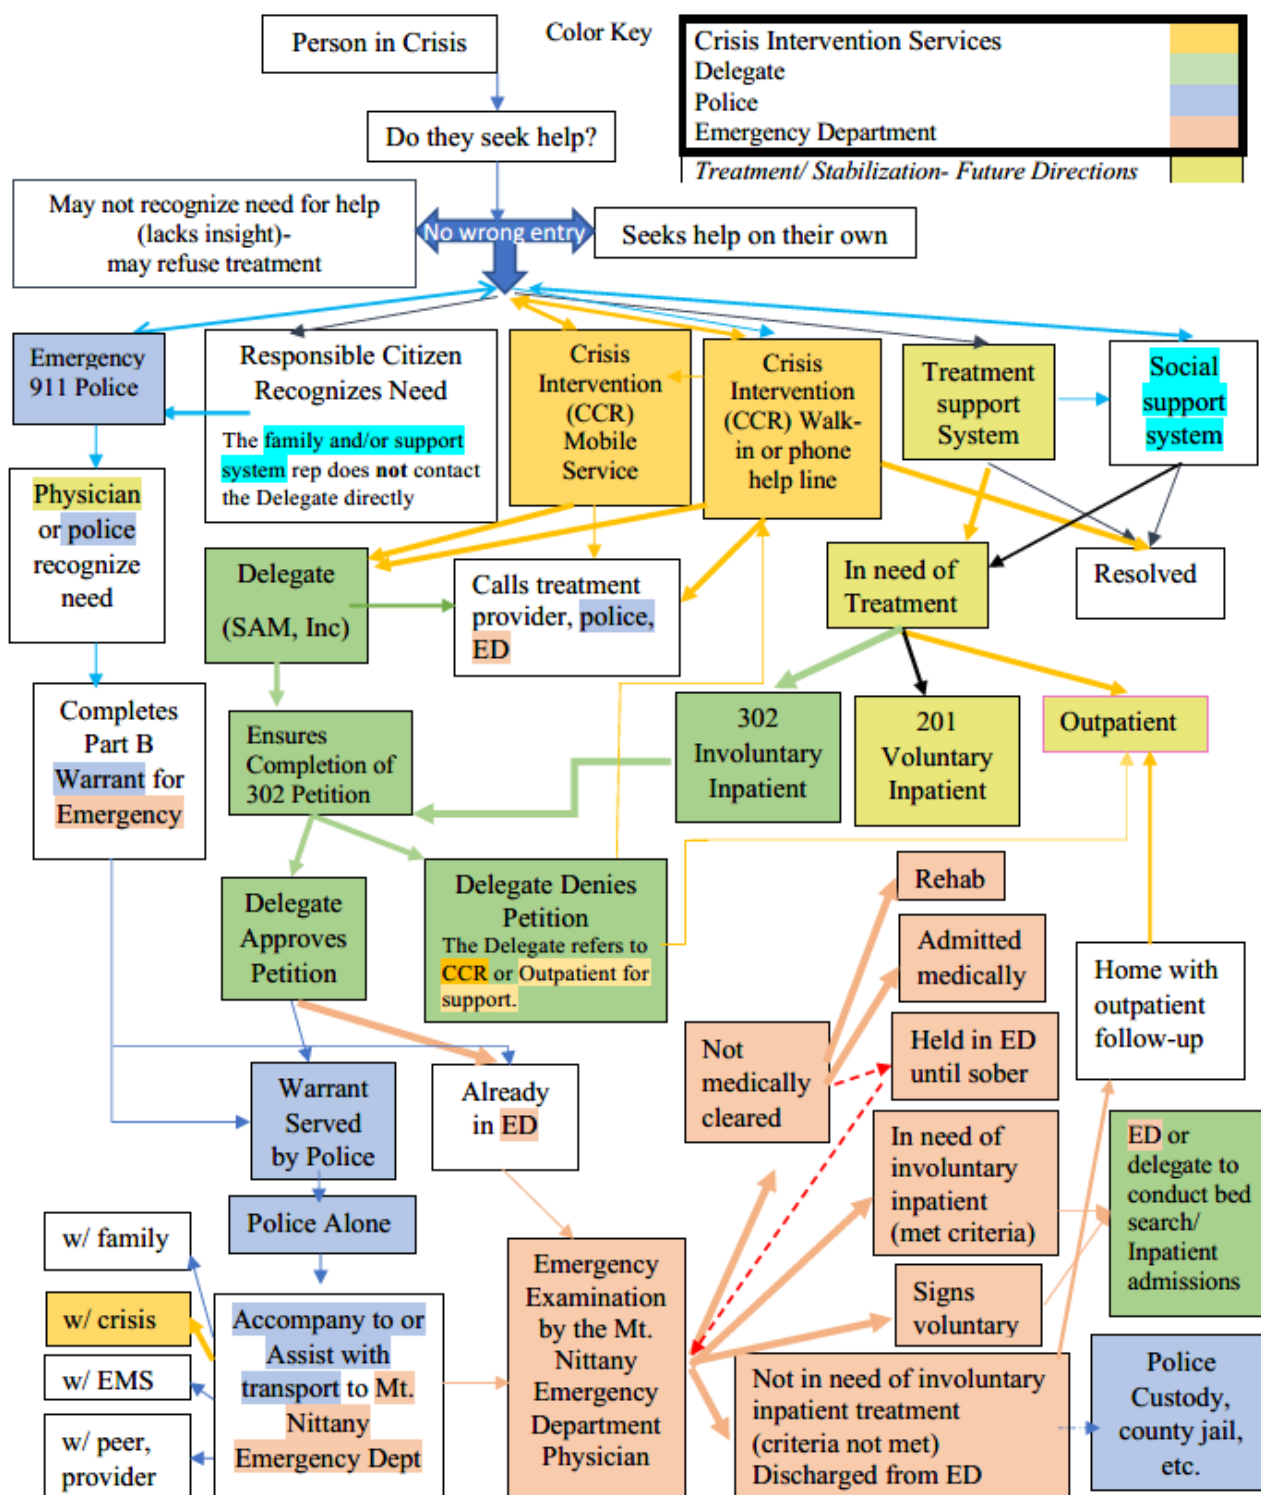 Person in Crisis
Color Key
Crisis Intervention Services
Delegate
Police
Emergency Department
Treatment/ Stabilization- Future Directions
Do they seek help?
May not recognize need for help
(lacks insight)-
may refuse treatment
No wrong entry
Seeks help on their own
Emergency
911 Police
Responsible Citizen
Recognizes Need
The family and/or support
system rep does not contact
the Delegate directly
Crisis
Intervention
(CCR)
Mobile
Service
Crisis
Intervention
(CCR) Walk-
in or phone
help line
Treatment
support
System
Social
support
system
Physician
or police
recognize
need
Delegate
(SAM, Inc)
Calls treatment
provider, police,
ED
In need of
Treatment
Resolved
Completes
Part B
Warrant for
Emergency
Ensures
Completion of
302 Petition
302
Involuntary
Inpatient
201
Voluntary
Inpatient
Outpatient
Delegate
Approves
Petition
Delegate Denies
Petition
The Delegate refers to
CCR or Outpatient for
support.
Rehab
Admitted
medically
Home with
outpatient
follow-up
Not
medically
cleared
Held in ED
until sober
Warrant
Served
by Police
Already
in ED
In need of
involuntary
inpatient
(met criteria)
ED or
delegate to
conduct bed
search/
Inpatient
admissions
Police Alone
w/ family
w/ crisis
w/ EMS
w/ peer,
provider
Accompany to or
Assist with
transport to Mt.
Nittany
Emergency Dept
Emergency
Examination
by the Mt.
Nittany
Emergency
Department
Physician
Signs
voluntary
Not in need of involuntary
inpatient treatment
(criteria not met)
Discharged from ED
Police
Custody,
county jail,
etc.